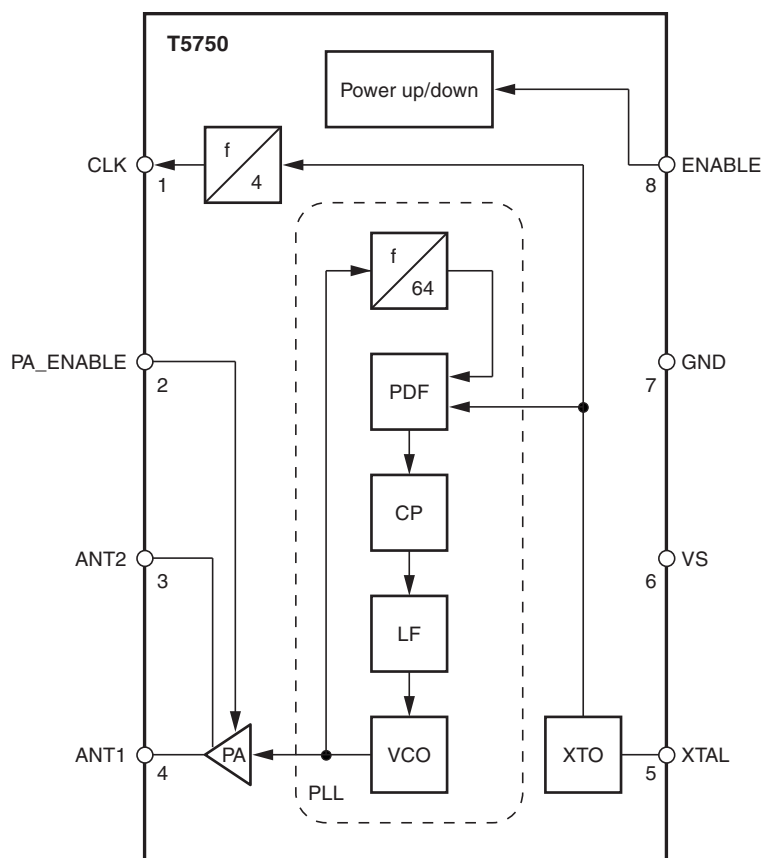 T5750
Power up/down
CLK
1
f
4
ENABLE
8
f
64
PA_ENABLE
2
PDF
GND
7
CP
ANT2
3
VS
6
LF
ANT1
4
PA
VCO
PLL
XTO
XTAL
5